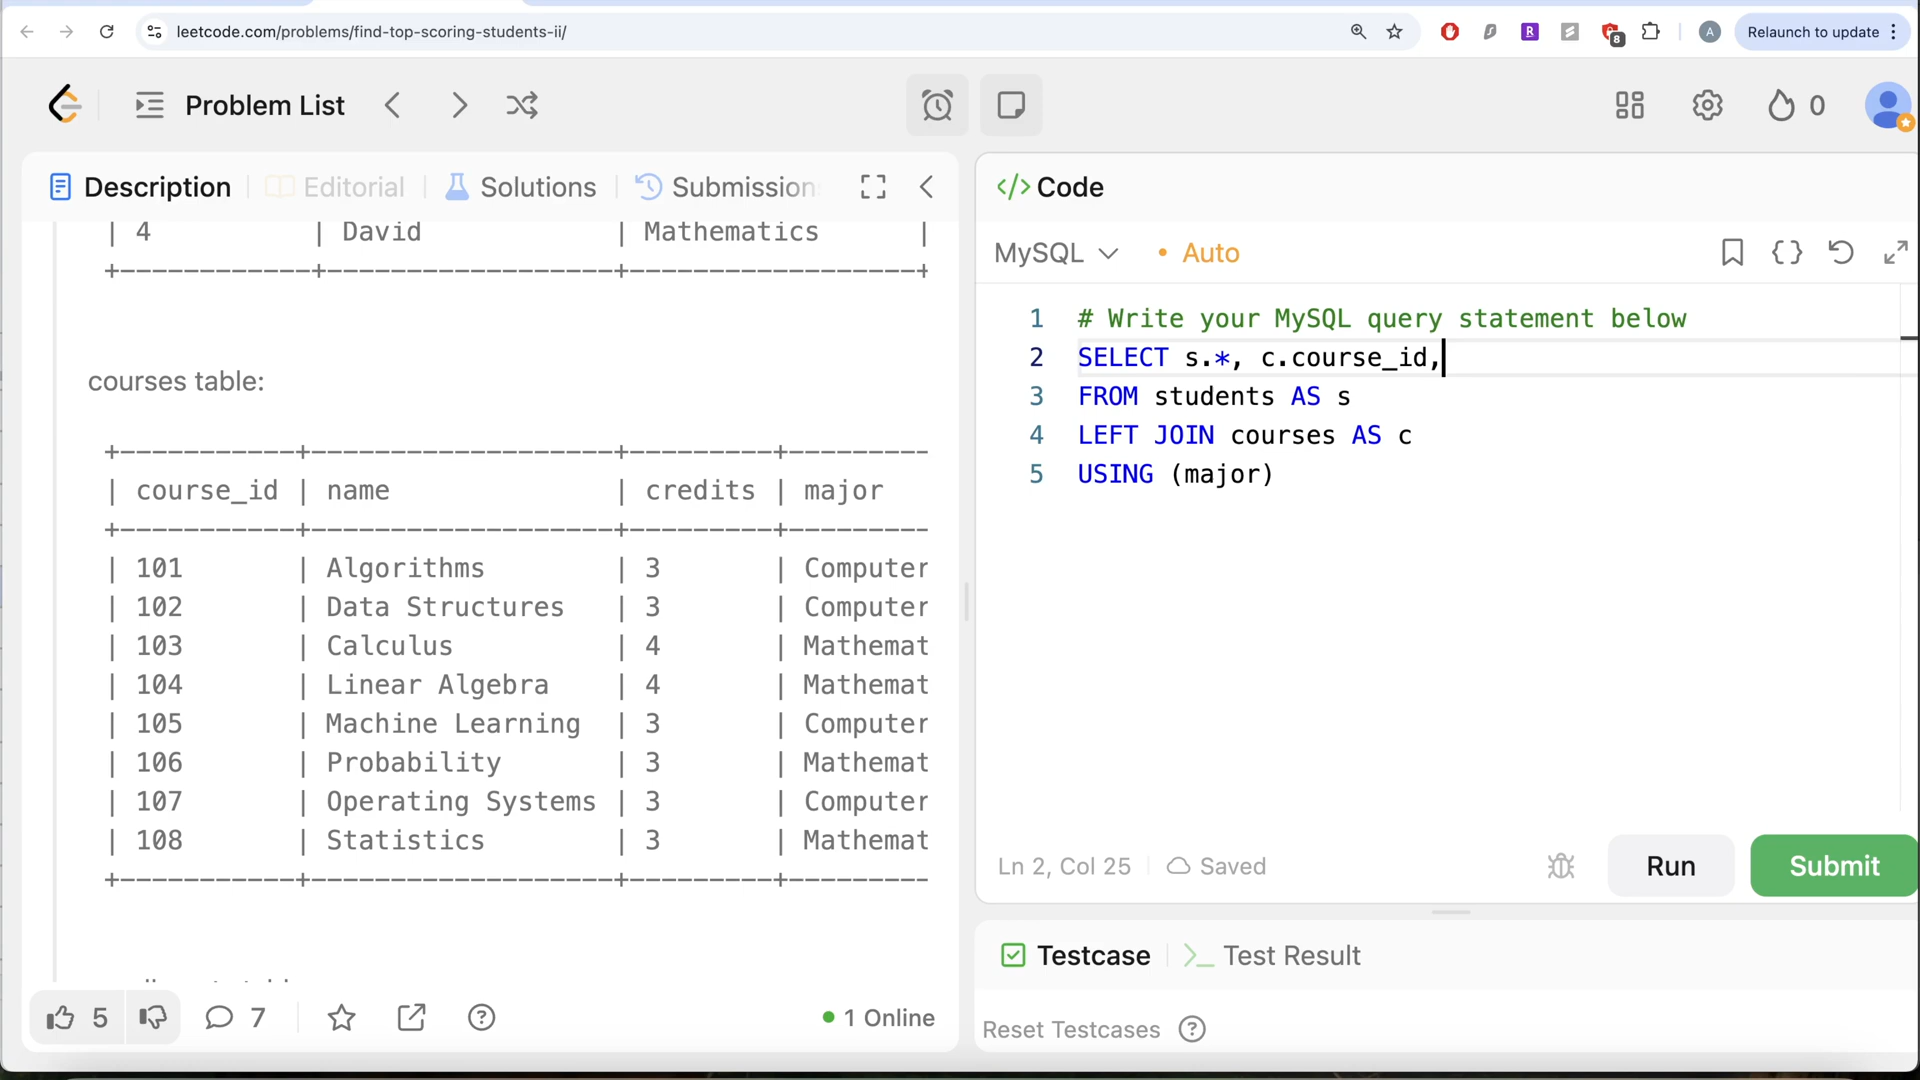 leetcode.com/problems/find-top-scoring-students-ii/
8
A
Relaunch to update
Problem List
0
Description
Editorial
Solutions
Submission
| 4 | David | Mathematics |
+------------+------------------+------------------+
courses table:
+------------+-------------------+---------+---------
| course_id | name | credits | major
+------------+-------------------+---------+---------
| 101 | Algorithms | 3 | Computer
| 102 | Data Structures | 3 | Computer
| 103 | Calculus | 4 | Mathemat
| 104 | Linear Algebra | 4 | Mathemat
| 105 | Machine Learning | 3 | Computer
| 106 | Probability | 3 | Mathemat
| 107 | Operating Systems | 3 | Computer
| 108 | Statistics | 3 | Mathemat
+------------+-------------------+---------+---------
5
7
1 Online
</> Code
MySQL
• Auto
1 # Write your MySQL query statement below
2 SELECT s.*, c.course_id,
3 FROM students AS s
4 LEFT JOIN courses AS c
5 USING (major)
Ln 2, Col 25
Saved
Run
Submit
Testcase
Test Result
Reset Testcases